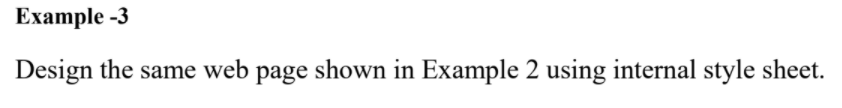 Example -3
Design the same web page shown in Example 2 using internal style sheet.